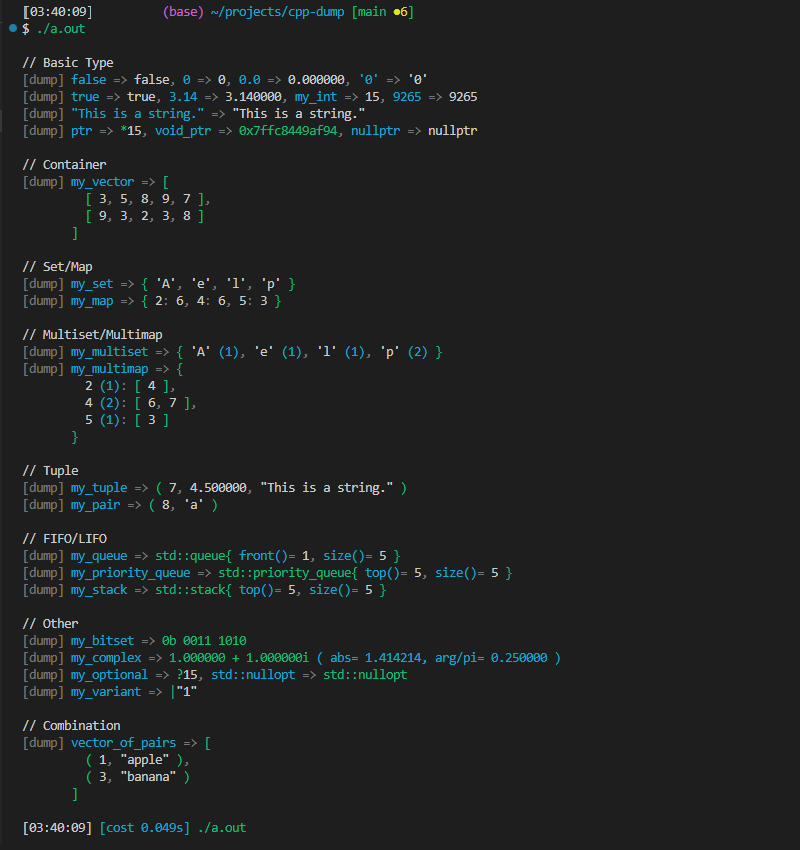 [03:40:09] (base) ~/projects/cpp-dump [main ●6]
$ ./a.out
// Basic Type
[dump] false => false, 0 => 0, 0.0 => 0.000000, '0' => '0'
[dump] true => true, 3.14 => 3.140000, my_int => 15, 9265 => 9265
[dump] "This is a string." => "This is a string."
[dump] ptr => *15, void_ptr => 0x7ffc8449af94, nullptr => nullptr
// Container
[dump] my_vector => [
[ 3, 5, 8, 9, 7 ],
[ 9, 3, 2, 3, 8 ]
]
// Set/Map
[dump] my_set => { 'A', 'e', 'l', 'p' }
[dump] my_map => { 2: 6, 4: 6, 5: 3 }
// Multiset/Multimap
[dump] my_multiset => { 'A' (1), 'e' (1), 'l' (1), 'p' (2) }
[dump] my_multimap => {
2 (1): [ 4 ],
4 (2): [ 6, 7 ],
5 (1): [ 3 ]
}
// Tuple
[dump] my_tuple => ( 7, 4.500000, "This is a string." )
[dump] my_pair => ( 8, 'a' )
// FIFO/LIFO
[dump] my_queue => std::queue{ front()= 1, size()= 5 }
[dump] my_priority_queue => std::priority_queue{ top()= 5, size()= 5 }
[dump] my_stack => std::stack{ top()= 5, size()= 5 }
// Other
[dump] my_bitset => 0b 0011 1010
[dump] my_complex => 1.000000 + 1.000000i ( abs= 1.414214, arg/pi= 0.250000 )
[dump] my_optional => ?15, std::nullopt => std::nullopt
[dump] my_variant => |"1"
// Combination
[dump] vector_of_pairs => [
( 1, "apple" ),
( 3, "banana" )
]
[03:40:09] [cost 0.049s] ./a.out